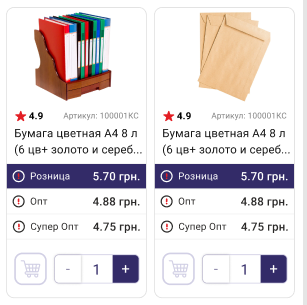 4.9 Артикул: 100001КС
Бумага цветная А4 8 л
(6 цв+ золото и сереб...
Розница 5.70 грн.
Опт 4.88 грн.
Супер Опт 4.75 грн.
- 1 +
4.9 Артикул: 100001КС
Бумага цветная А4 8 л
(6 цв+ золото и сереб...
Розница 5.70 грн.
Опт 4.88 грн.
Супер Опт 4.75 грн.
- 1 +